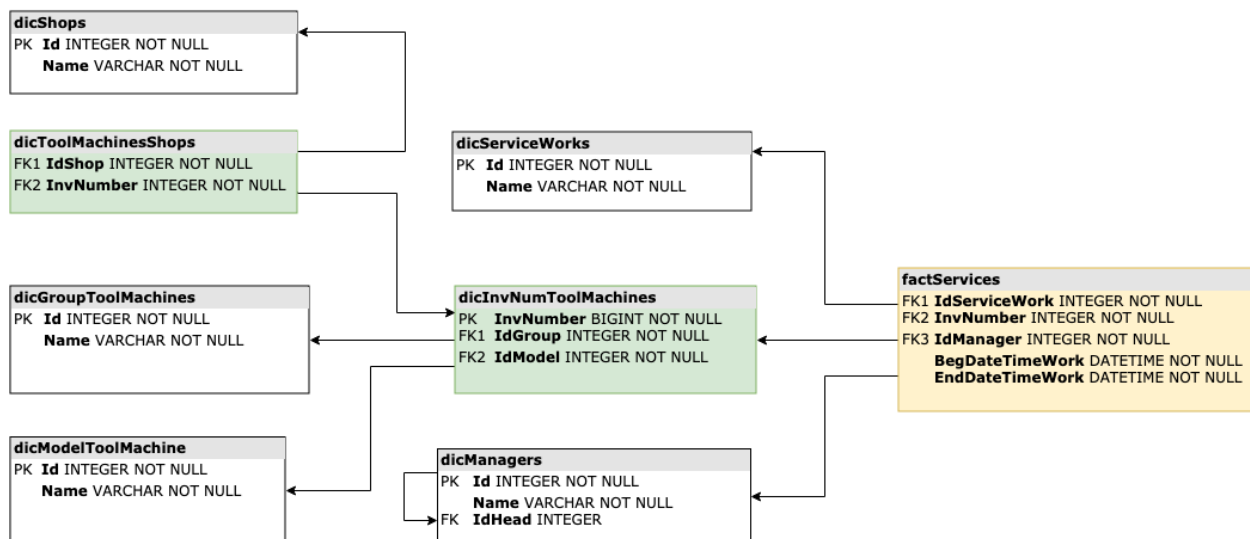 dicShops
PK Id INTEGER NOT NULL
Name VARCHAR NOT NULL
dicToolMachinesShops
FK1 IdShop INTEGER NOT NULL
FK2 InvNumber INTEGER NOT NULL
dicServiceWorks
PK Id INTEGER NOT NULL
Name VARCHAR NOT NULL
dicGroupToolMachines
PK Id INTEGER NOT NULL
Name VARCHAR NOT NULL
dicInvNumToolMachines
PK InvNumber BIGINT NOT NULL
FK1 IdGroup INTEGER NOT NULL
FK2 IdModel INTEGER NOT NULL
factServices
FK1 IdServiceWork INTEGER NOT NULL
FK2 InvNumber INTEGER NOT NULL
FK3 IdManager INTEGER NOT NULL
BegDateTimeWork DATETIME NOT NULL
EndDateTimeWork DATETIME NOT NULL
dicModelToolMachine
PK Id INTEGER NOT NULL
Name VARCHAR NOT NULL
dicManagers
PK Id INTEGER NOT NULL
Name VARCHAR NOT NULL
FK IdHead INTEGER